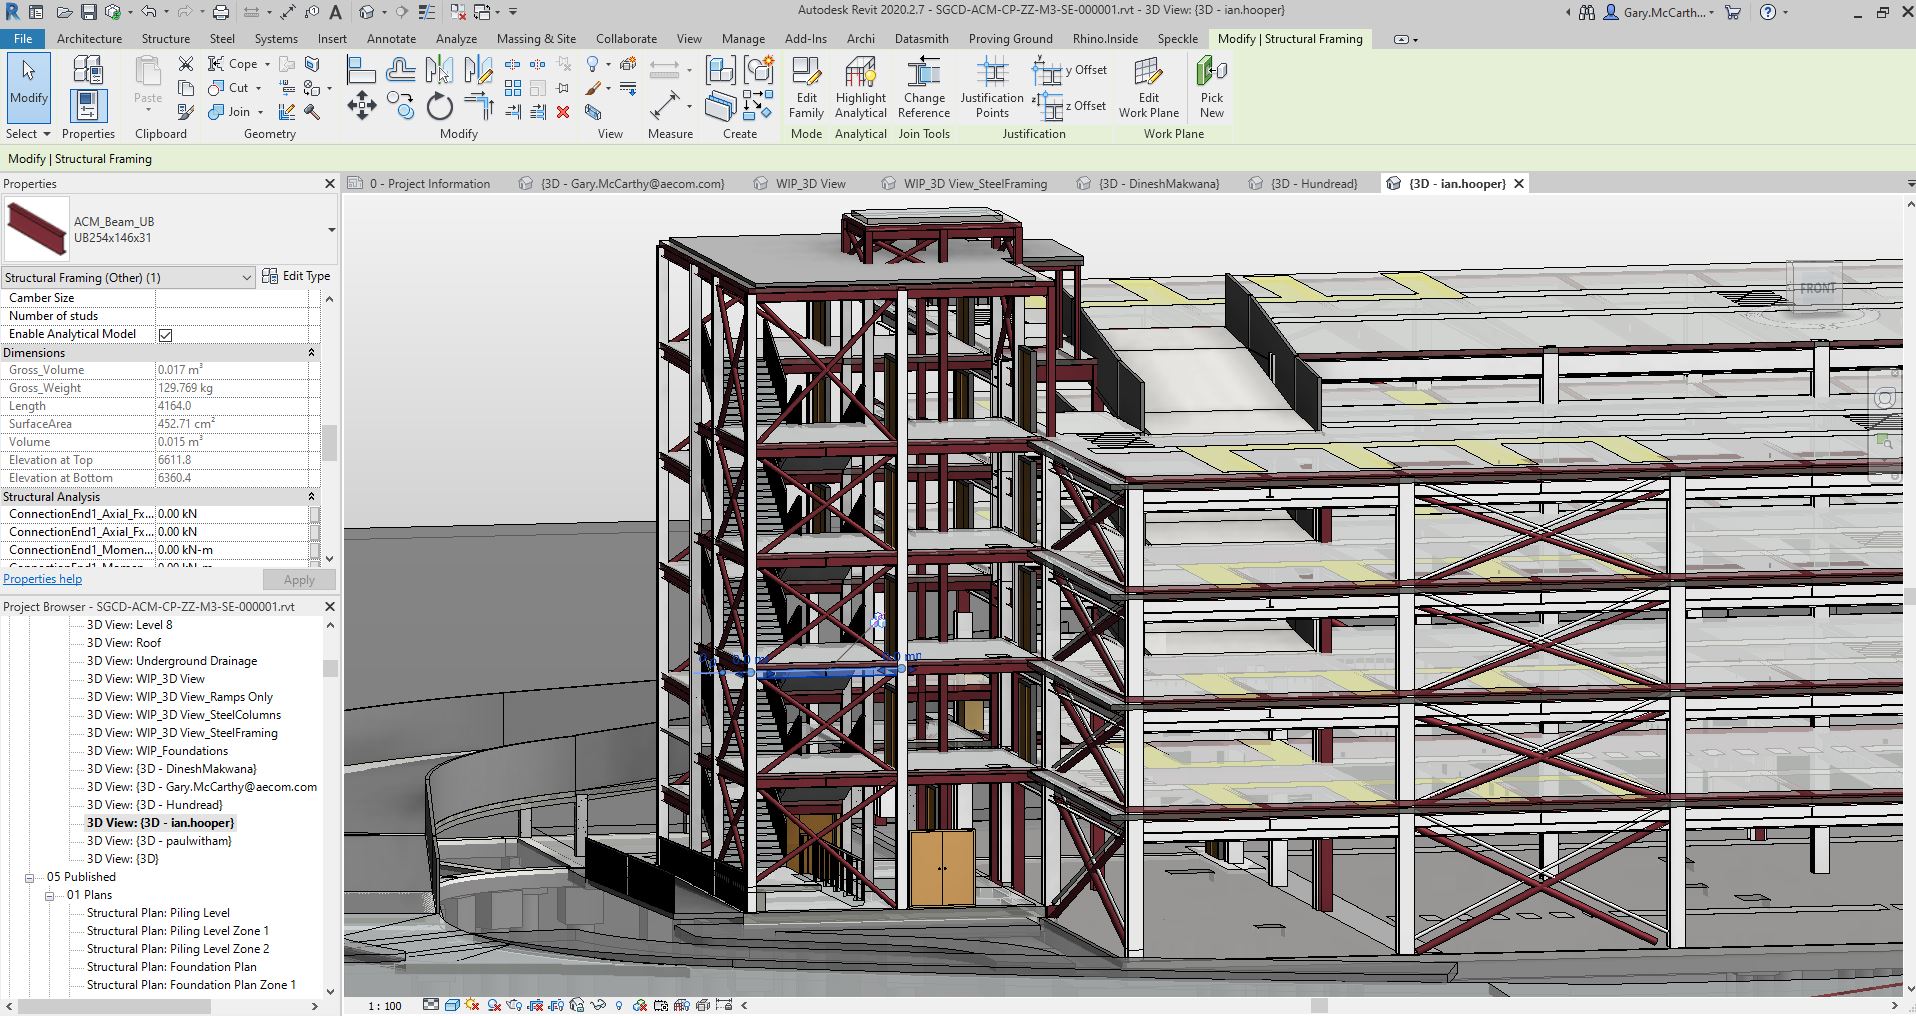 Autodesk Revit 2020.2.7 - SGCD-ACM-CP-ZZ-M3-SE-000001.rvt - 3D View: {3D - ian.hooper}
Gary.McCarth...
File Architecture Structure Steel Systems Insert Annotate Analyze Massing & Site Collaborate View Manage Add-Ins Archi Datasmith Proving Ground Rhino.Inside Speckle Modify | Structural Framing
Modify
Paste
Cope
Cut
Join
Edit Family
Highlight Analytical
Change Reference
Justification Points
y Offset
z Offset
Edit Work Plane
Pick New
Select Properties Clipboard Geometry Modify View Measure Create Mode Analytical Join Tools Justification Work Plane
Modify | Structural Framing
Properties
0 - Project Information {3D - Gary.McCarthy@aecom.com} WIP_3D View WIP_3D View_SteelFraming {3D - DineshMakwana} {3D - Hundread} {3D - ian.hooper}
ACM_Beam_UB
UB254x146x31
Structural Framing (Other) (1) Edit Type
Camber Size
Number of studs
Enable Analytical Model
Dimensions
Gross_Volume 0.017 m³
Gross_Weight 129.769 kg
Length 4164.0
SurfaceArea 452.71 cm²
Volume 0.015 m³
Elevation at Top 6611.8
Elevation at Bottom 6360.4
Structural Analysis
ConnectionEnd1_Axial_Fx... 0.00 kN
ConnectionEnd1_Axial_Fx... 0.00 kN
ConnectionEnd1_Momen... 0.00 kN-m
Properties help Apply
Project Browser - SGCD-ACM-CP-ZZ-M3-SE-000001.rvt
3D View: Level 8
3D View: Roof
3D View: Underground Drainage
3D View: WIP_3D View
3D View: WIP_3D View_Ramps Only
3D View: WIP_3D View_SteelColumns
3D View: WIP_3D View_SteelFraming
3D View: WIP_Foundations
3D View: {3D - DineshMakwana}
3D View: {3D - Gary.McCarthy@aecom.com
3D View: {3D - Hundread}
3D View: {3D - ian.hooper}
3D View: {3D - paulwitham}
3D View: {3D}
05 Published
01 Plans
Structural Plan: Piling Level
Structural Plan: Piling Level Zone 1
Structural Plan: Piling Level Zone 2
Structural Plan: Foundation Plan
Structural Plan: Foundation Plan Zone 1
FRONT
1 : 100